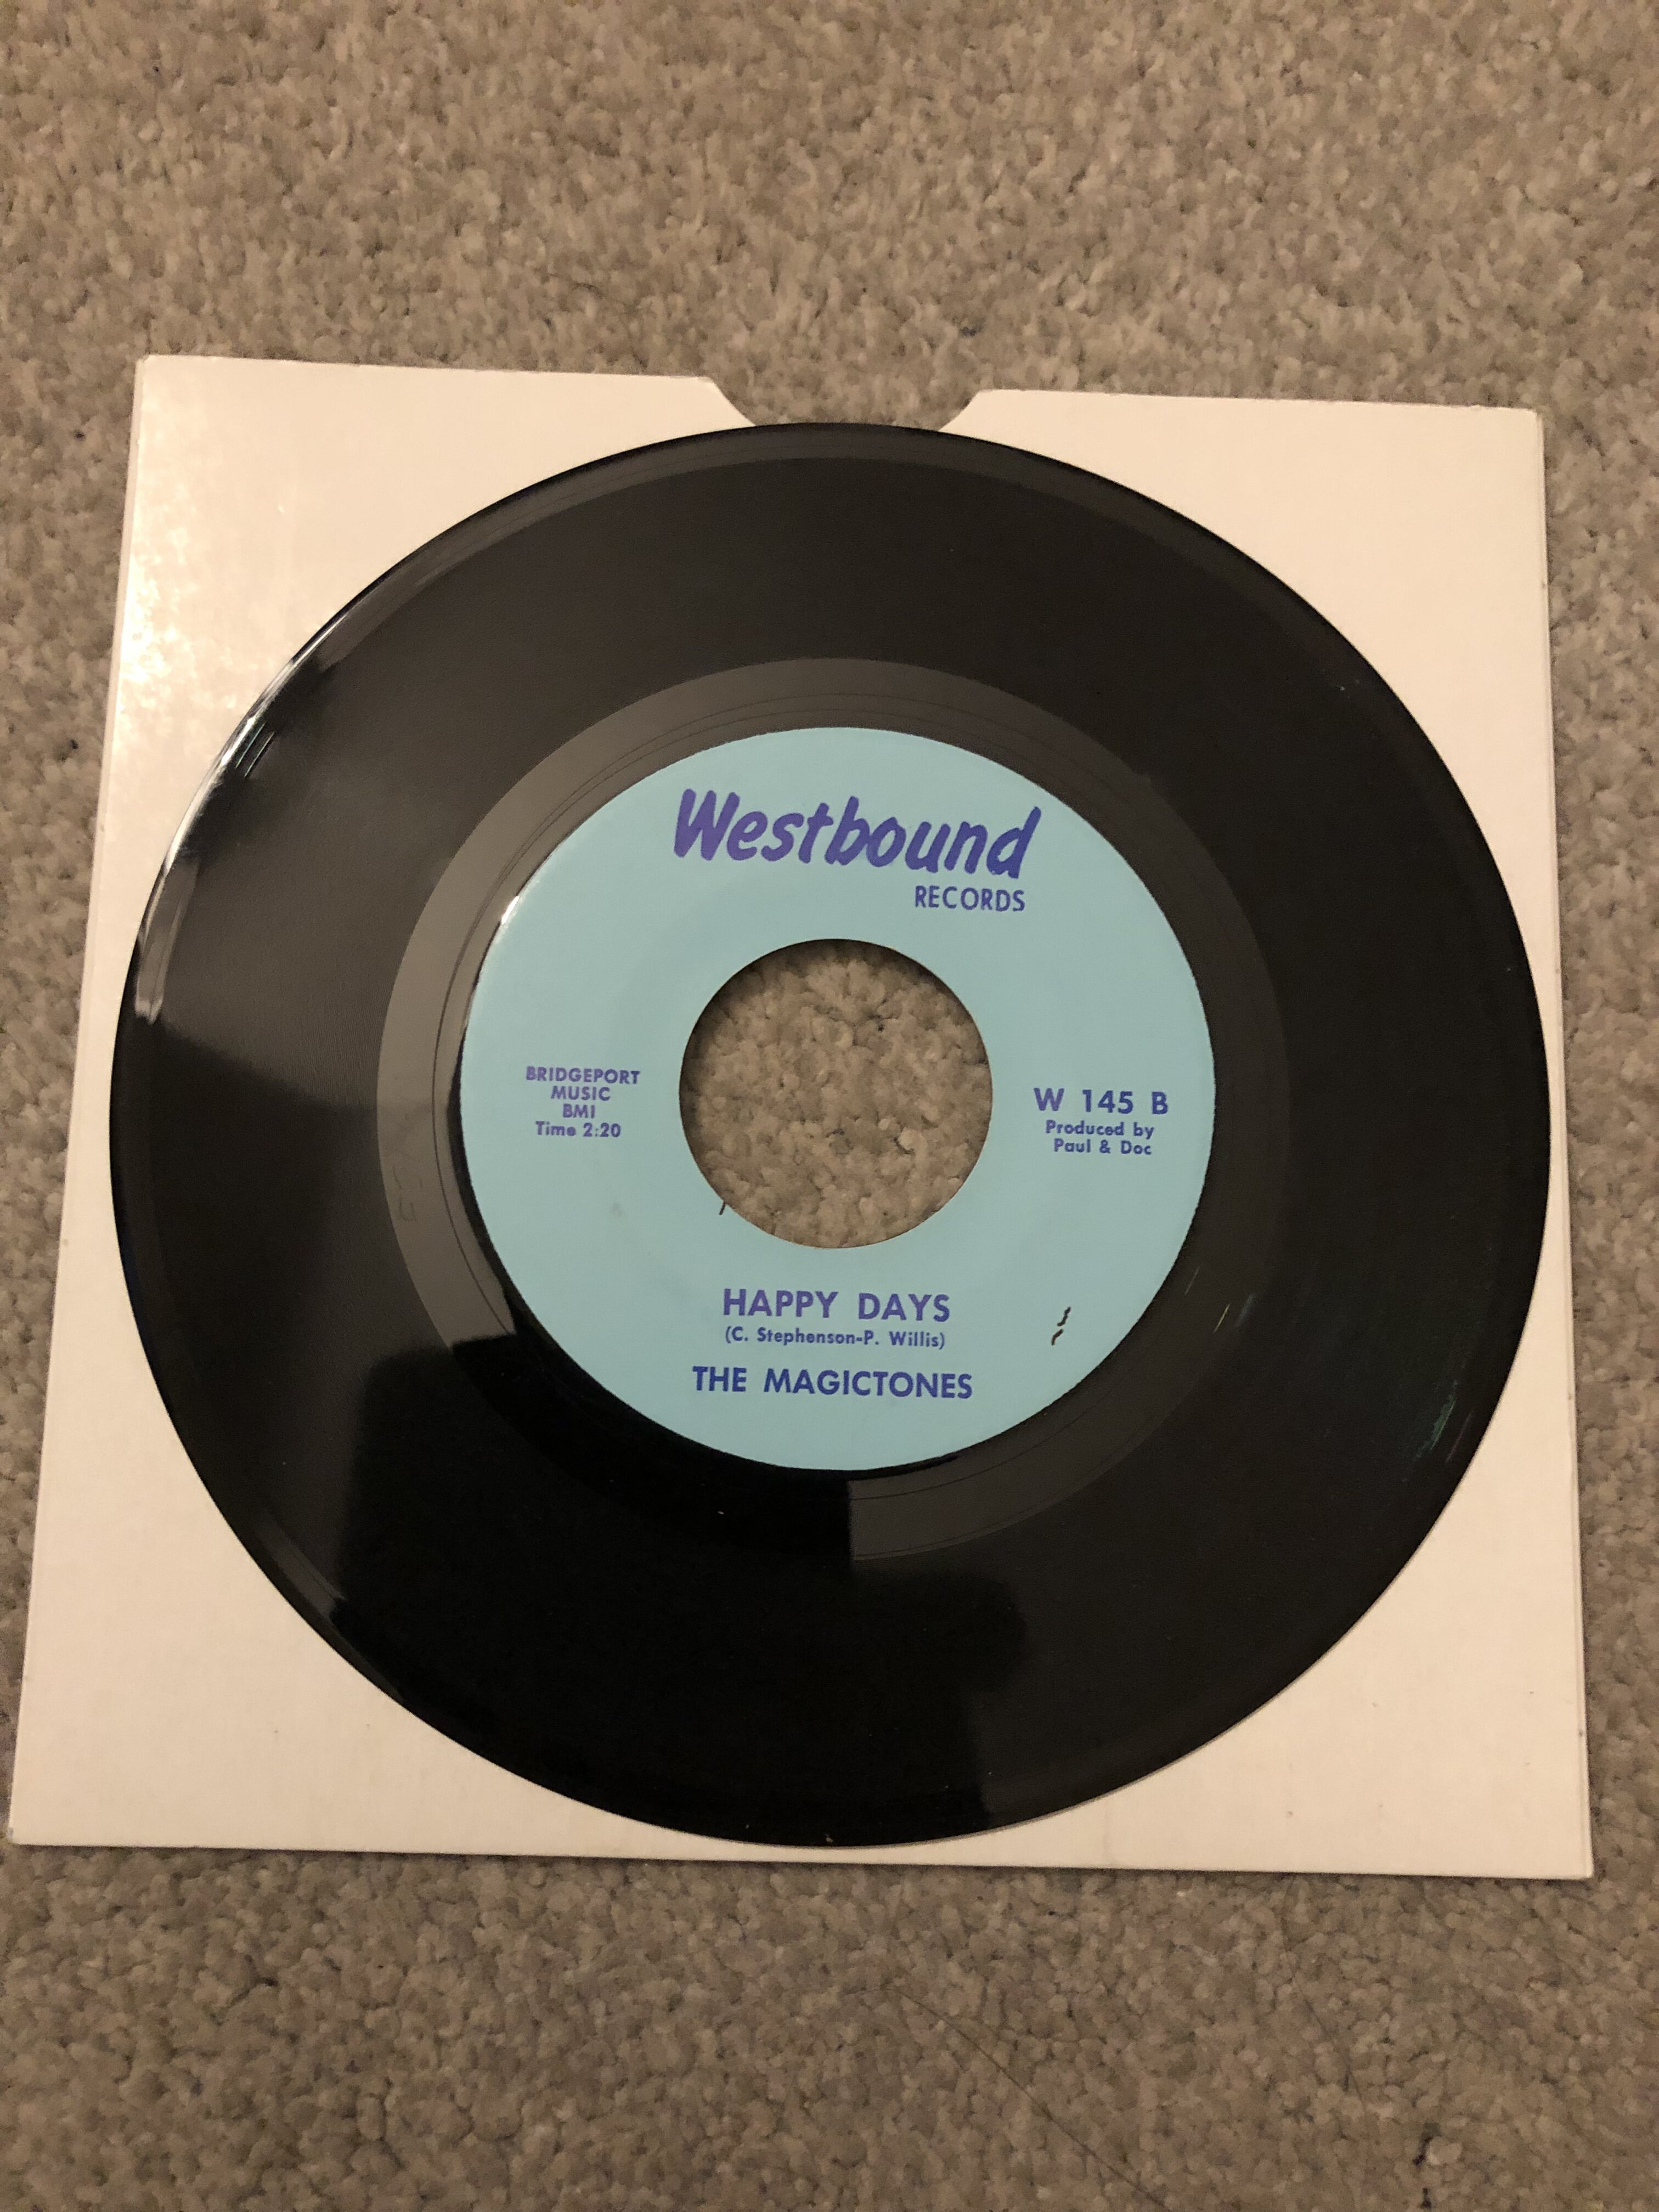 Westbound
RECORDS
BRIDGEPORT
MUSIC
BMI
Time 2:20
W 145 B
Produced by
Paul & Doc
HAPPY DAYS
(C. Stephenson-P. Willis)
THE MAGICTONES